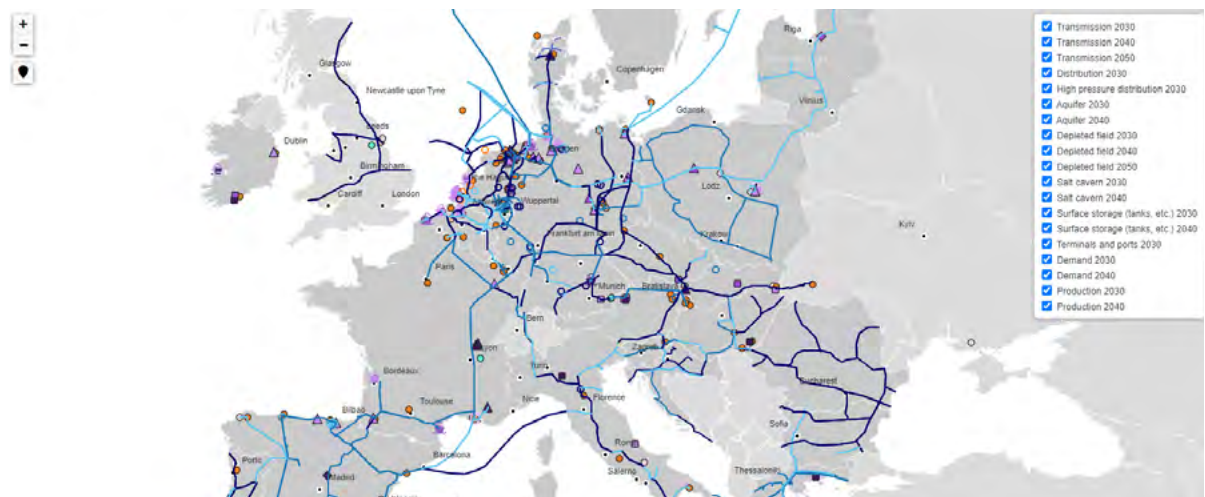 +
−
Riga
Glasgow
Copenhagen
Newcastle upon Tyne
Vilnius
Gdansk
Leeds
Dublin
Birmingham
Lodz
Cardiff
London
Wuppertal
Kyiv
Frankfurt am Main
Krakow
Paris
Munich
Bratislava
Bern
Zagreb
Lyon
Turin
Bucharest
Bordeaux
Nice
Florence
Toulouse
Bilbao
Sofia
Rome
Porto
Barcelona
Salerno
Thessaloniki
Madrid
Transmission 2030
Transmission 2040
Transmission 2050
Distribution 2030
High pressure distribution 2030
Aquifer 2030
Aquifer 2040
Depleted field 2030
Depleted field 2040
Depleted field 2050
Salt cavern 2030
Salt cavern 2040
Surface storage (tanks, etc.) 2030
Surface storage (tanks, etc.) 2040
Terminals and ports 2030
Demand 2030
Demand 2040
Production 2030
Production 2040